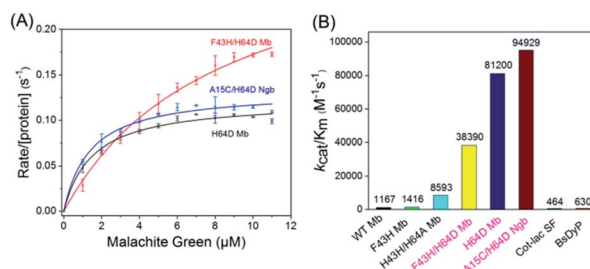 (A)
Rate/[protein] (s⁻¹)
0.20
0.15
0.10
0.05
0.00
F43H/H64D Mb
A15C/H64D Ngb
H64D Mb
0 2 4 6 8 10 12
Malachite Green (μM)
(B)
kcat/Km (M⁻¹s⁻¹)
100000
80000
60000
40000
20000
0
1167
1416
8593
38390
81200
94929
464
630
WT Mb
F43H Mb
H43H/H64A Mb
F43H/H64D Mb
H64D Mb
A15C/H64D Ngb
Cot-lac SF
BsDyP